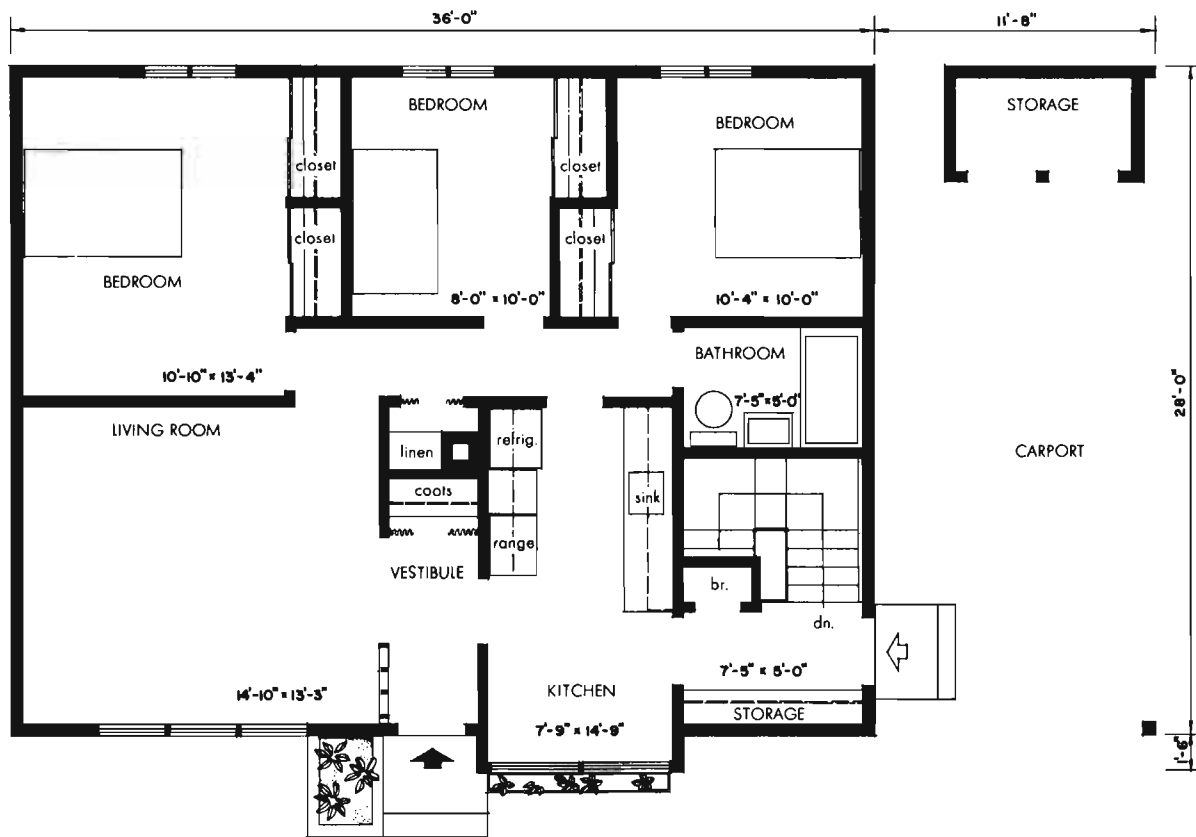 36'-0"
11'-8"
BEDROOM
STORAGE
BEDROOM
closet
closet
closet
closet
BEDROOM
8'-0" × 10'-0"
10'-4" × 10'-0"
BATHROOM
10'-10" × 13'-4"
7'-5" × 5'-0"
28'-0"
LIVING ROOM
refrig.
linen
CARPORT
coats
sink
range
VESTIBULE
br.
dn.
7'-5" × 5'-0"
14'-10" × 13'-3"
KITCHEN
STORAGE
7'-9" × 14'-9"
1'-6"